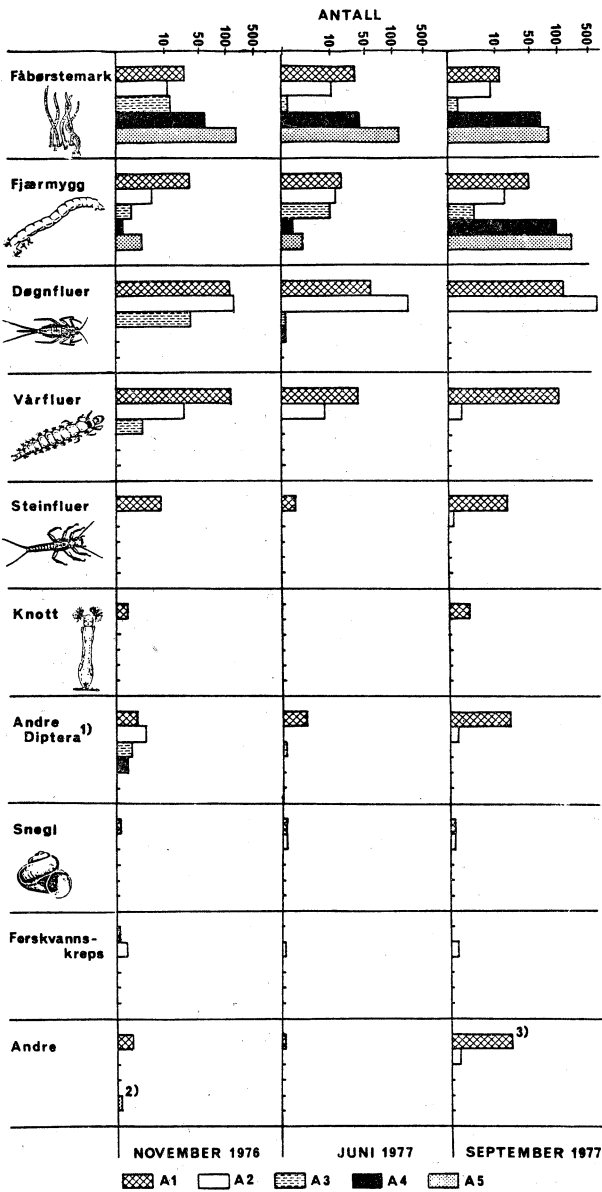 ANTALL
10 50 100 500 10 50 100 500 10 50 100 500
Fåbørstemark
Fjærmygg
Døgnfluer
Vårfluer
Steinfluer
Knott
Andre
Diptera 1)
Snegl
Ferskvanns-
kreps
Andre
3)
2)
NOVEMBER 1976 JUNI 1977 SEPTEMBER 1977
A1 A2 A3 A4 A5